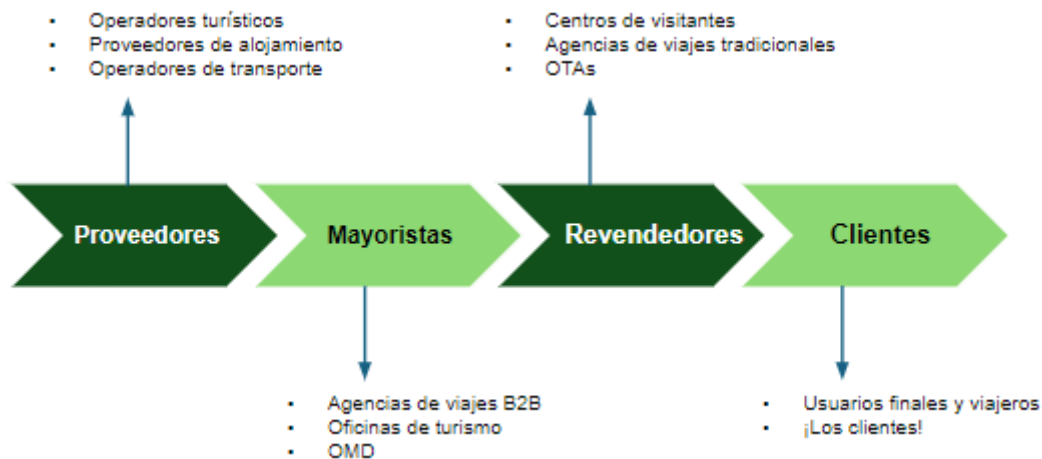 ▪ Operadores turísticos
▪ Proveedores de alojamiento
▪ Operadores de transporte
▪ Centros de visitantes
▪ Agencias de viajes tradicionales
▪ OTAs
Proveedores
Mayoristas
Revendedores
Clientes
▪ Agencias de viajes B2B
▪ Oficinas de turismo
▪ OMD
▪ Usuarios finales y viajeros
▪ ¡Los clientes!